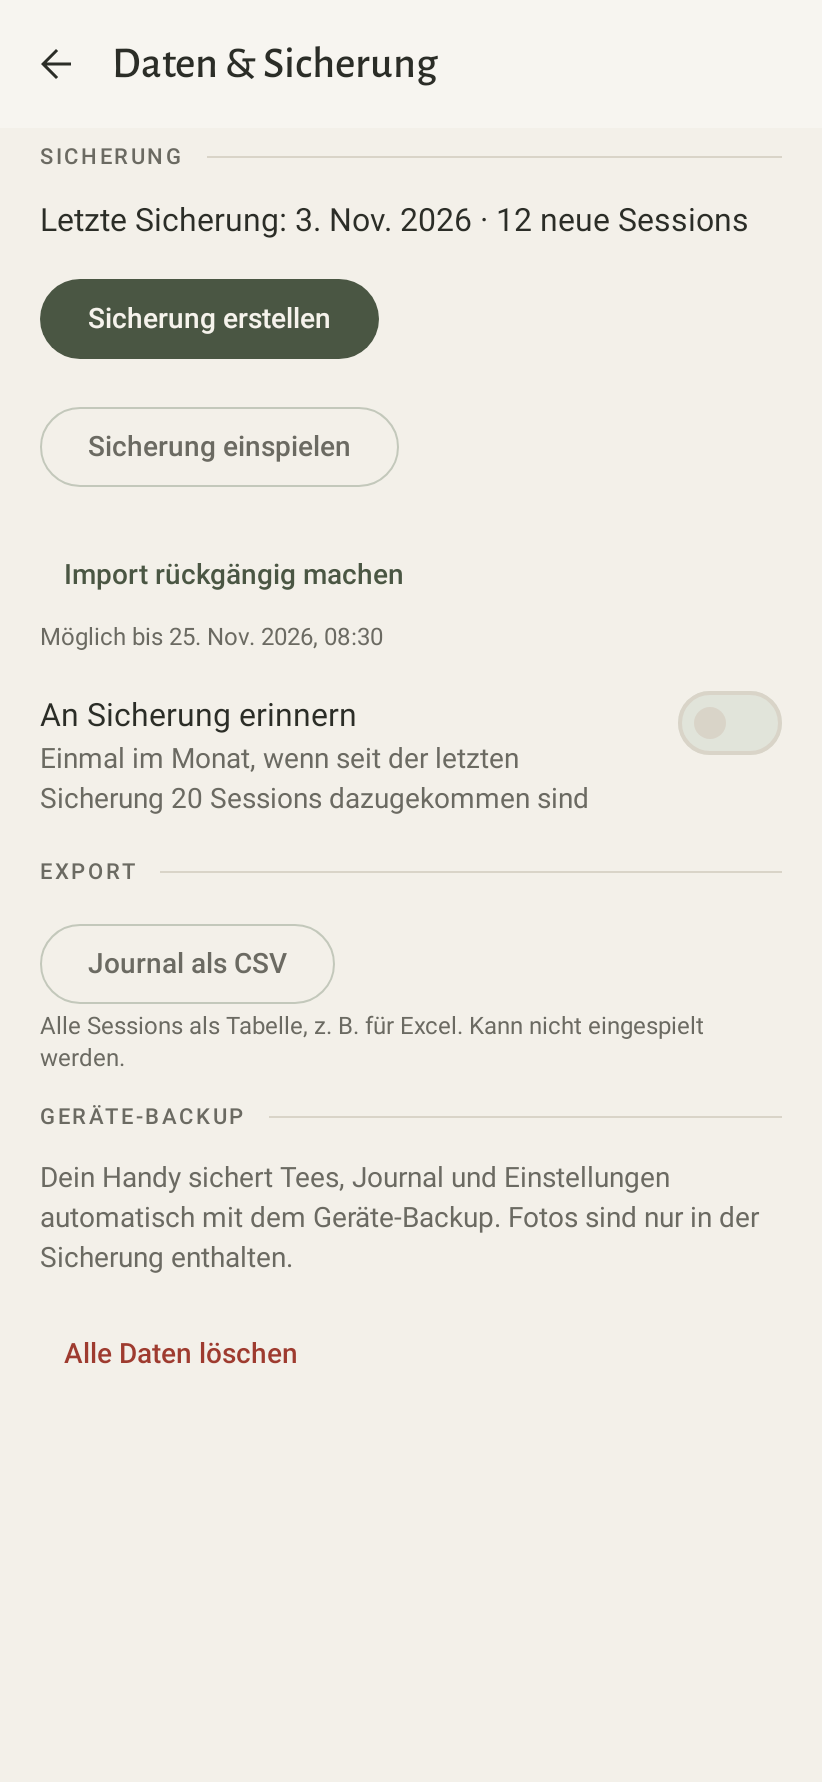 Daten & Sicherung
SICHERUNG
Letzte Sicherung: 3. Nov. 2026 · 12 neue Sessions
Sicherung erstellen
Sicherung einspielen
Import rückgängig machen
Möglich bis 25. Nov. 2026, 08:30
An Sicherung erinnern
Einmal im Monat, wenn seit der letzten
Sicherung 20 Sessions dazugekommen sind
EXPORT
Journal als CSV
Alle Sessions als Tabelle, z. B. für Excel. Kann nicht eingespielt
werden.
GERÄTE-BACKUP
Dein Handy sichert Tees, Journal und Einstellungen
automatisch mit dem Geräte-Backup. Fotos sind nur in der
Sicherung enthalten.
Alle Daten löschen